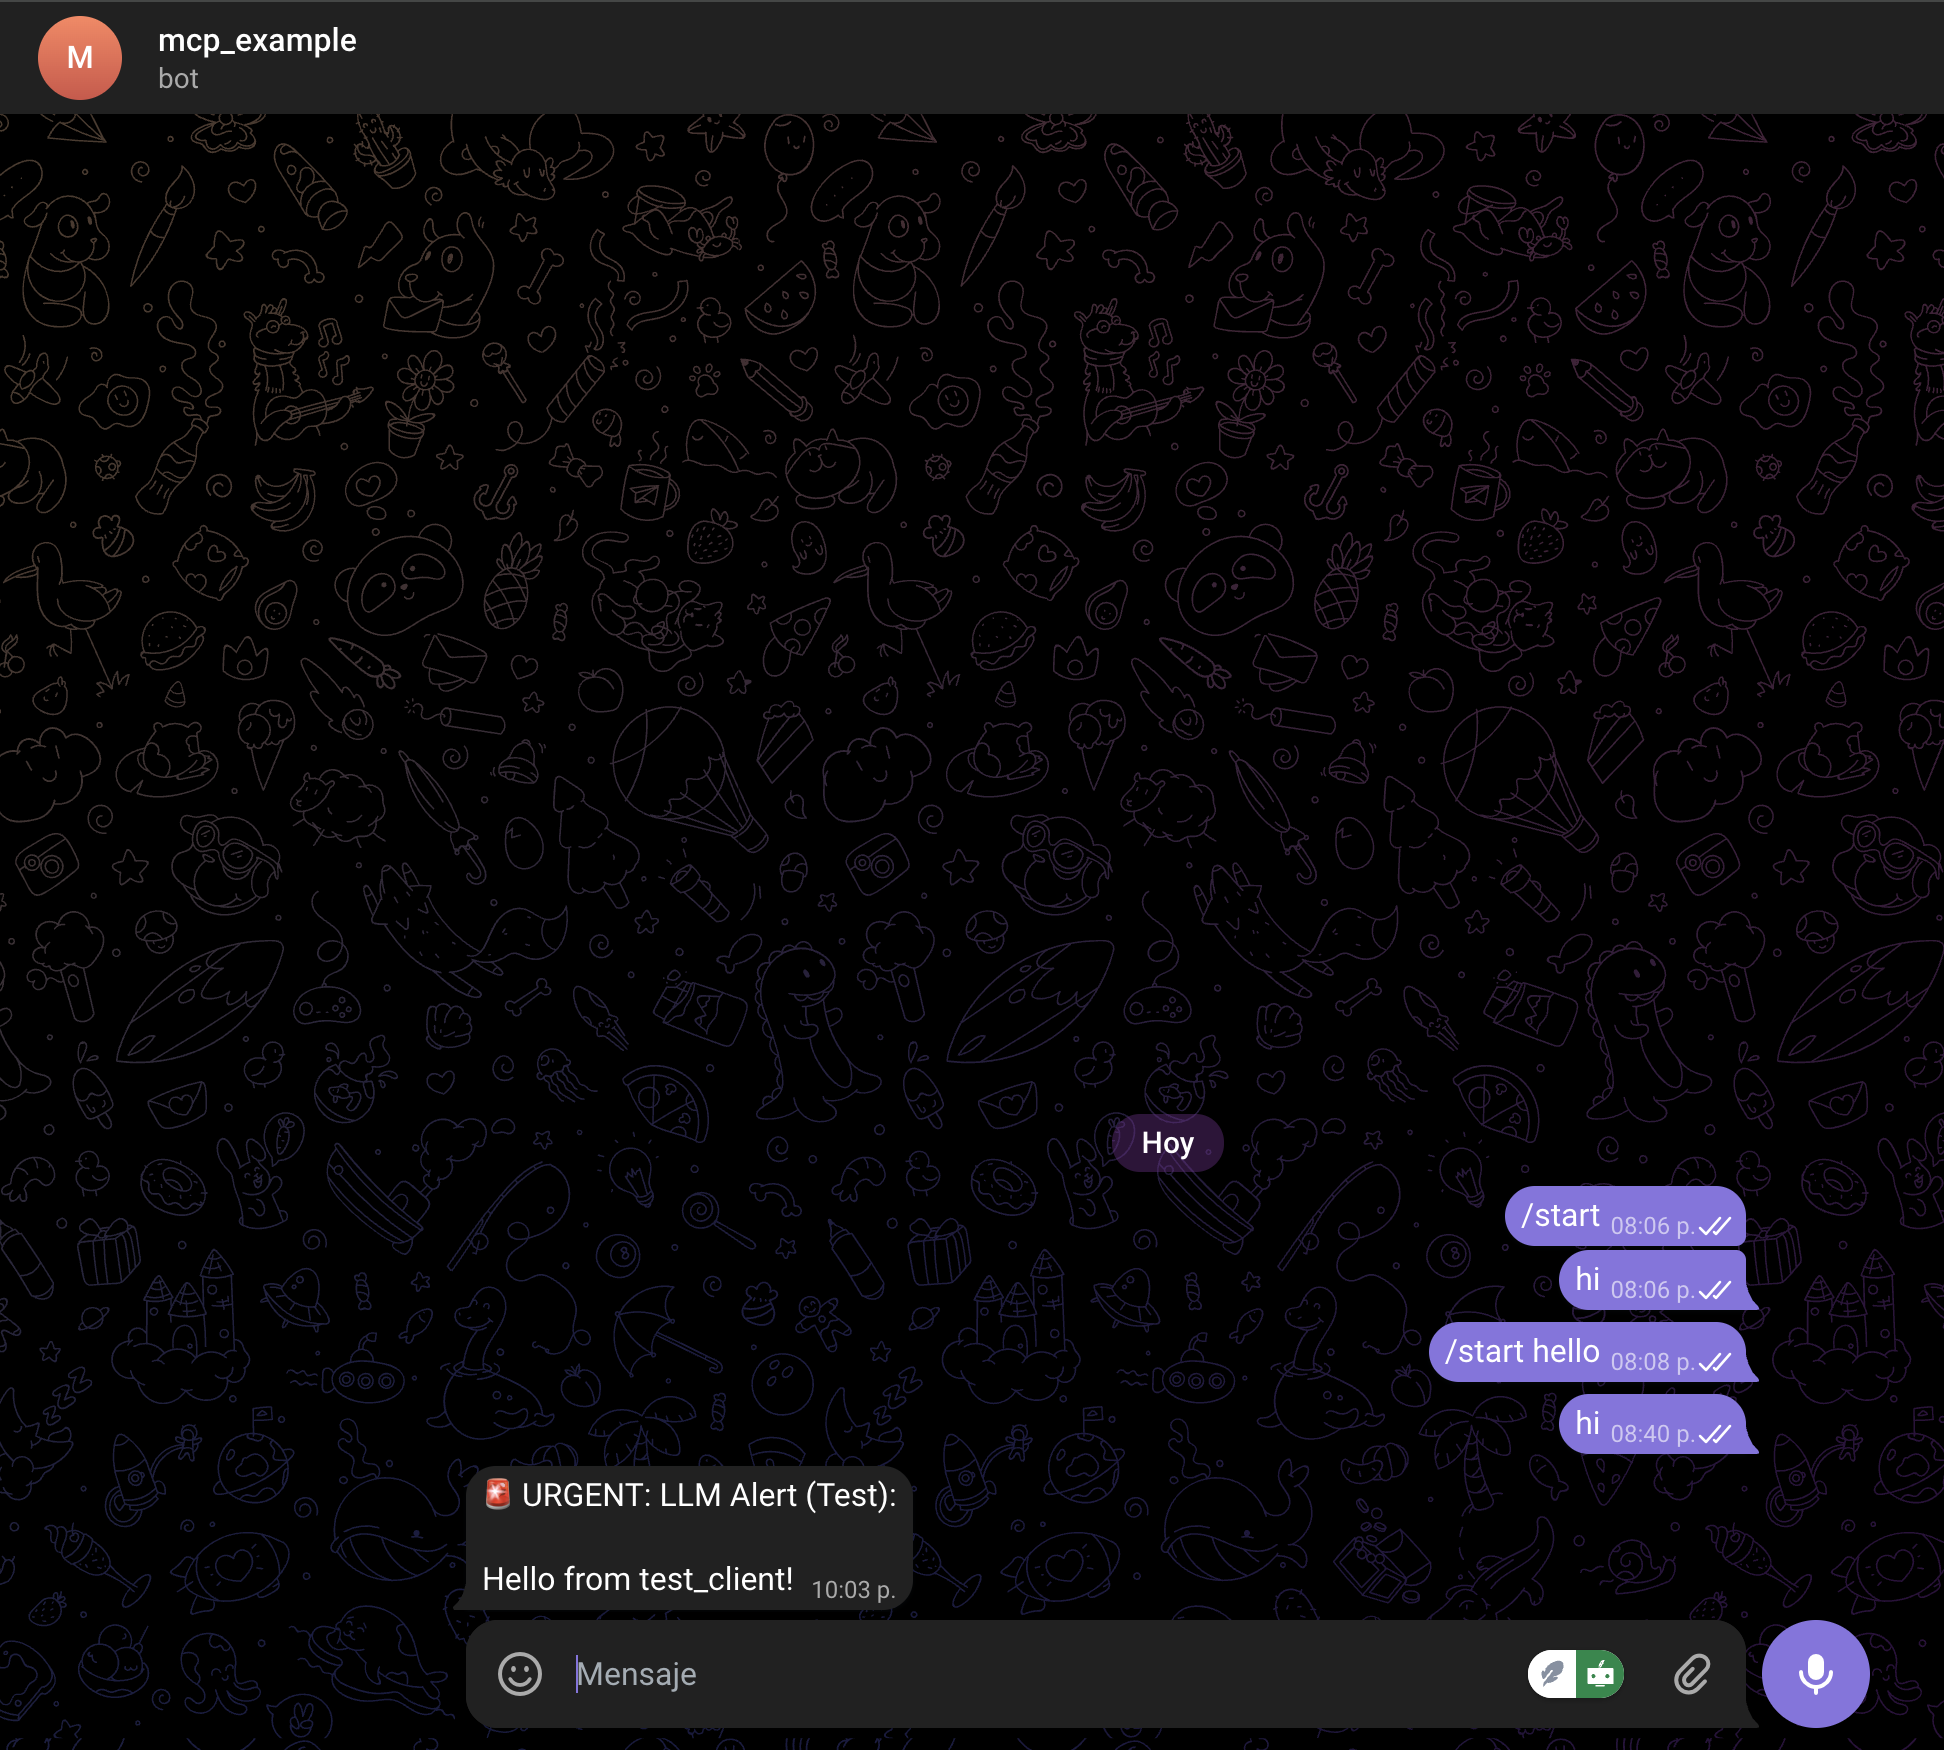 M
mcp_example
bot
Hoy
/start 08:06 p.
hi 08:06 p.
/start hello 08:08 p.
hi 08:40 p.
🚨 URGENT: LLM Alert (Test):
Hello from test_client! 10:03 p.
Mensaje